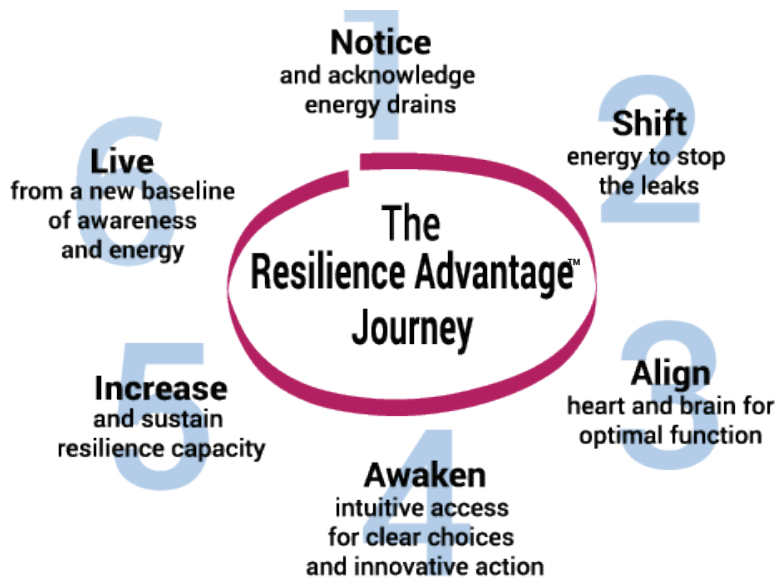 The
Resilience Advantage™
Journey
1
Notice
and acknowledge
energy drains
2
Shift
energy to stop
the leaks
3
Align
heart and brain for
optimal function
4
Awaken
intuitive access
for clear choices
and innovative action
5
Increase
and sustain
resilience capacity
6
Live
from a new baseline
of awareness
and energy